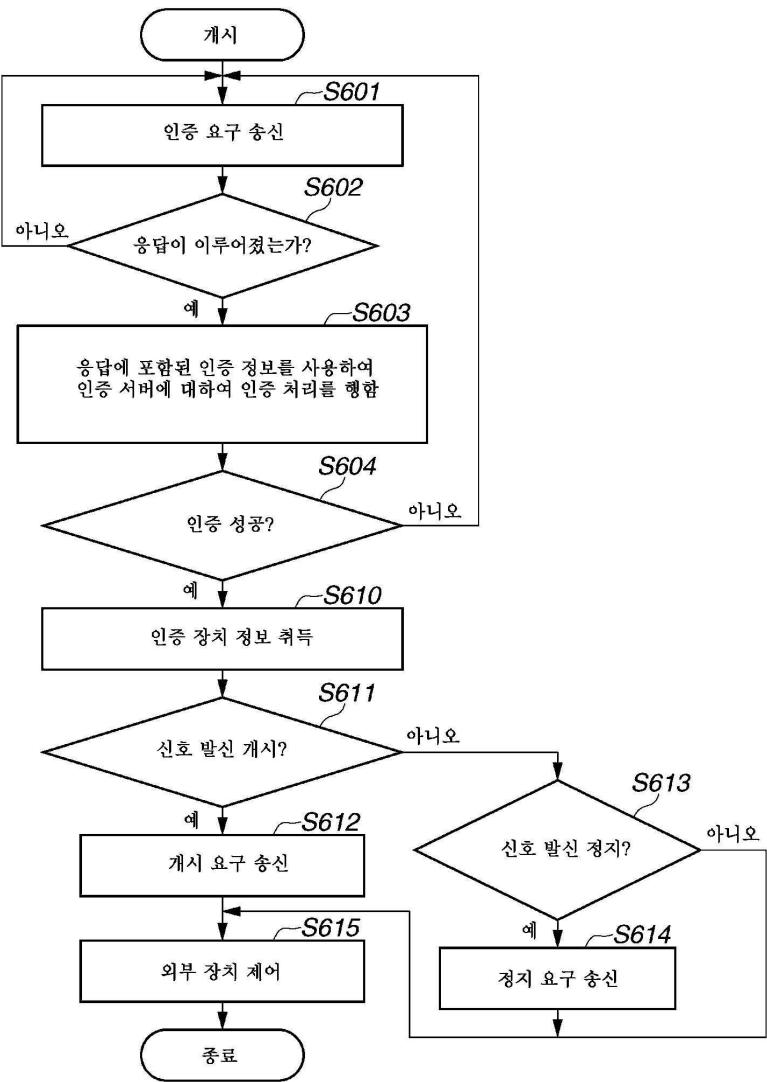 개시
S601
인증 요구 송신
S602
응답이 이루어졌는가?
아니오
예
S603
응답에 포함된 인증 정보를 사용하여
인증 서버에 대하여 인증 처리를 행함
S604
인증 성공?
아니오
예
S610
인증 장치 정보 취득
S611
신호 발신 개시?
아니오
예
S612
개시 요구 송신
S613
신호 발신 정지?
아니오
예
S614
정지 요구 송신
S615
외부 장치 제어
종료